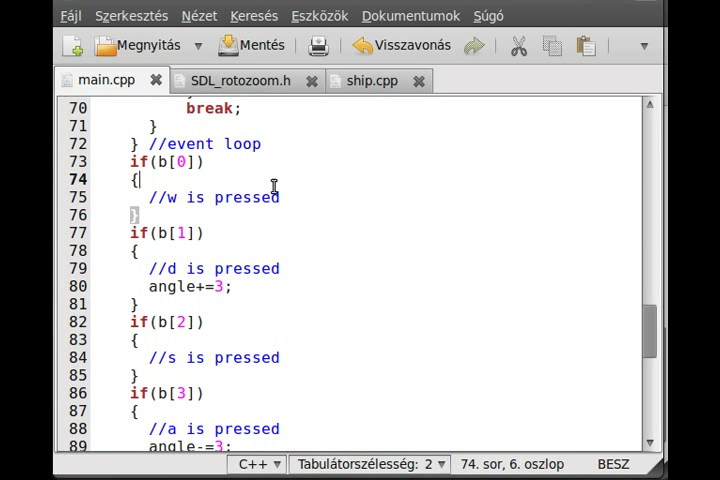 Fájl Szerkesztés Nézet Keresés Eszközök Dokumentumok Súgó
Megnyitás Mentés Visszavonás
main.cpp SDL_rotozoom.h ship.cpp
70 break;
71 }
72 } //event loop
73 if(b[0])
74 {
75 //w is pressed
76 }
77 if(b[1])
78 {
79 //d is pressed
80 angle+=3;
81 }
82 if(b[2])
83 {
84 //s is pressed
85 }
86 if(b[3])
87 {
88 //a is pressed
89 angle-=3;
C++ Tabulátorszélesség: 2 74. sor, 6. oszlop BESZ